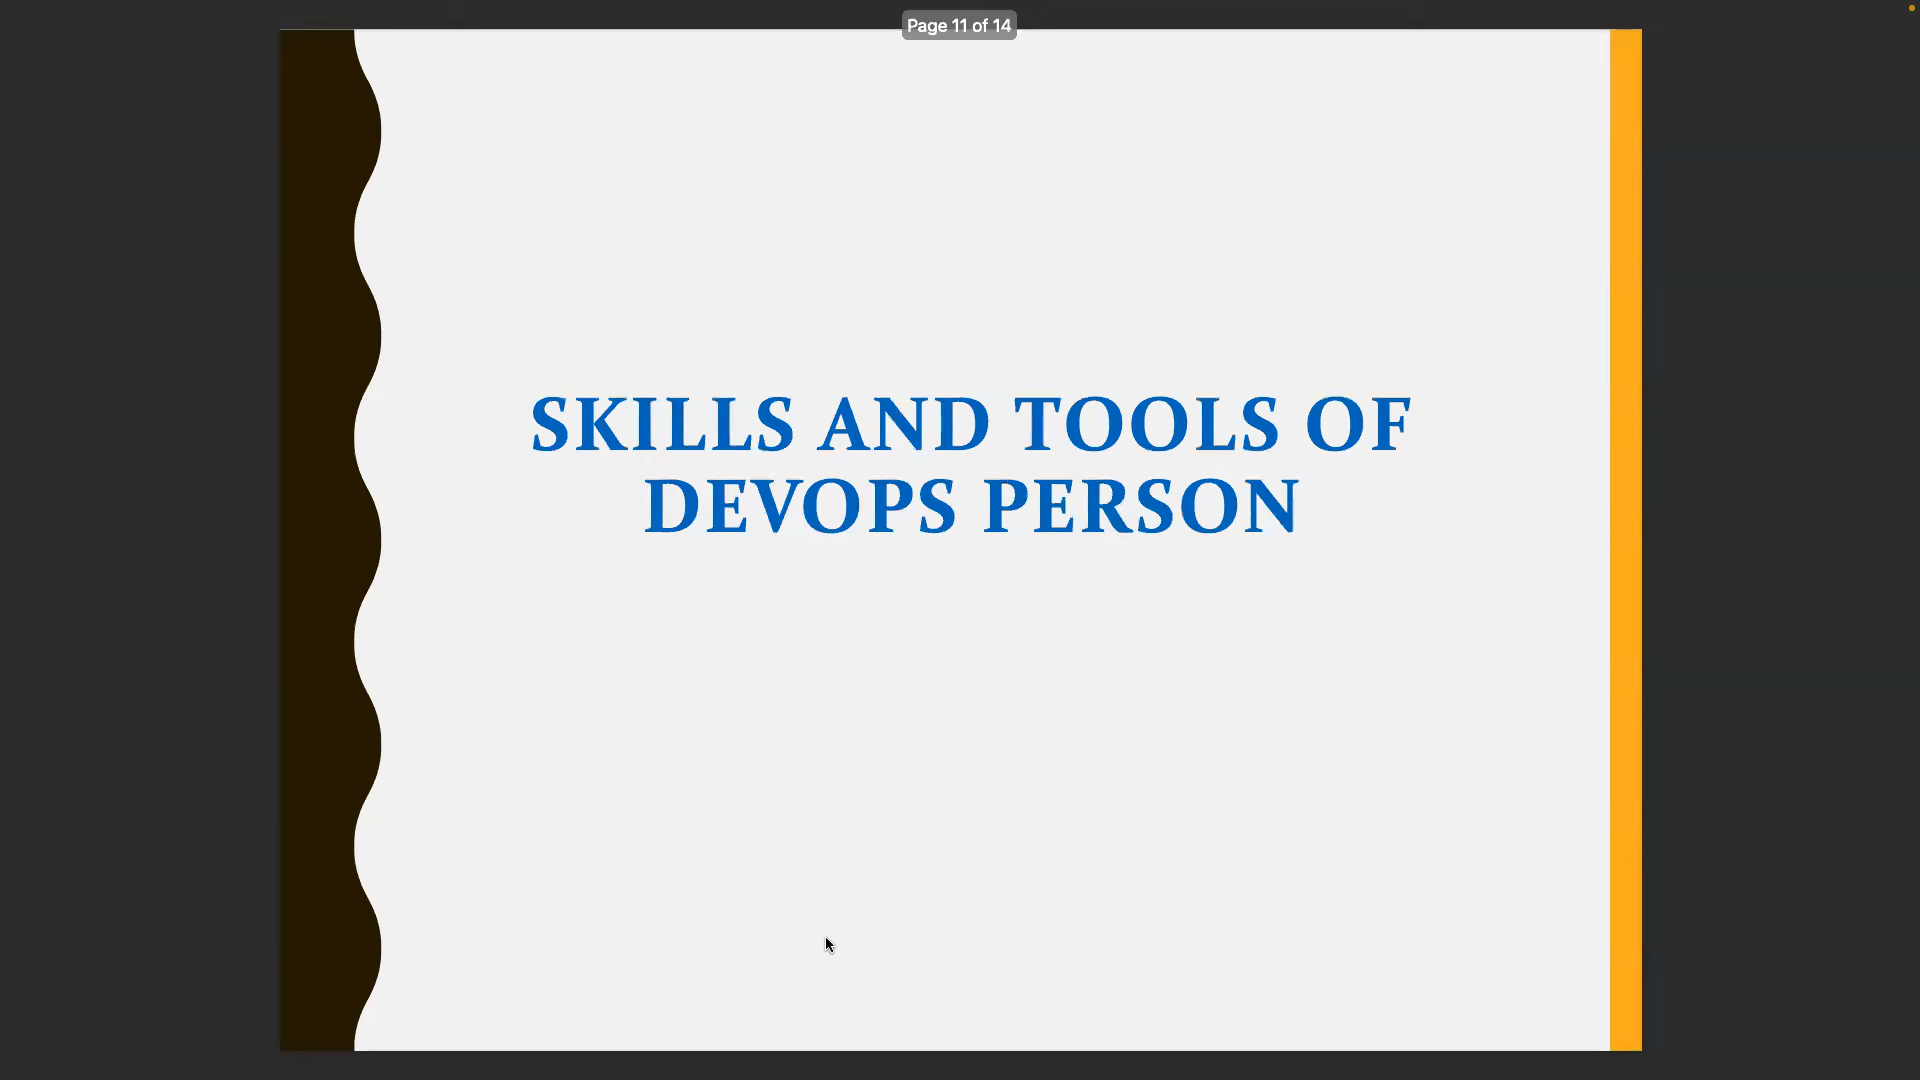 Page 11 of 14
SKILLS AND TOOLS OF
DEVOPS PERSON